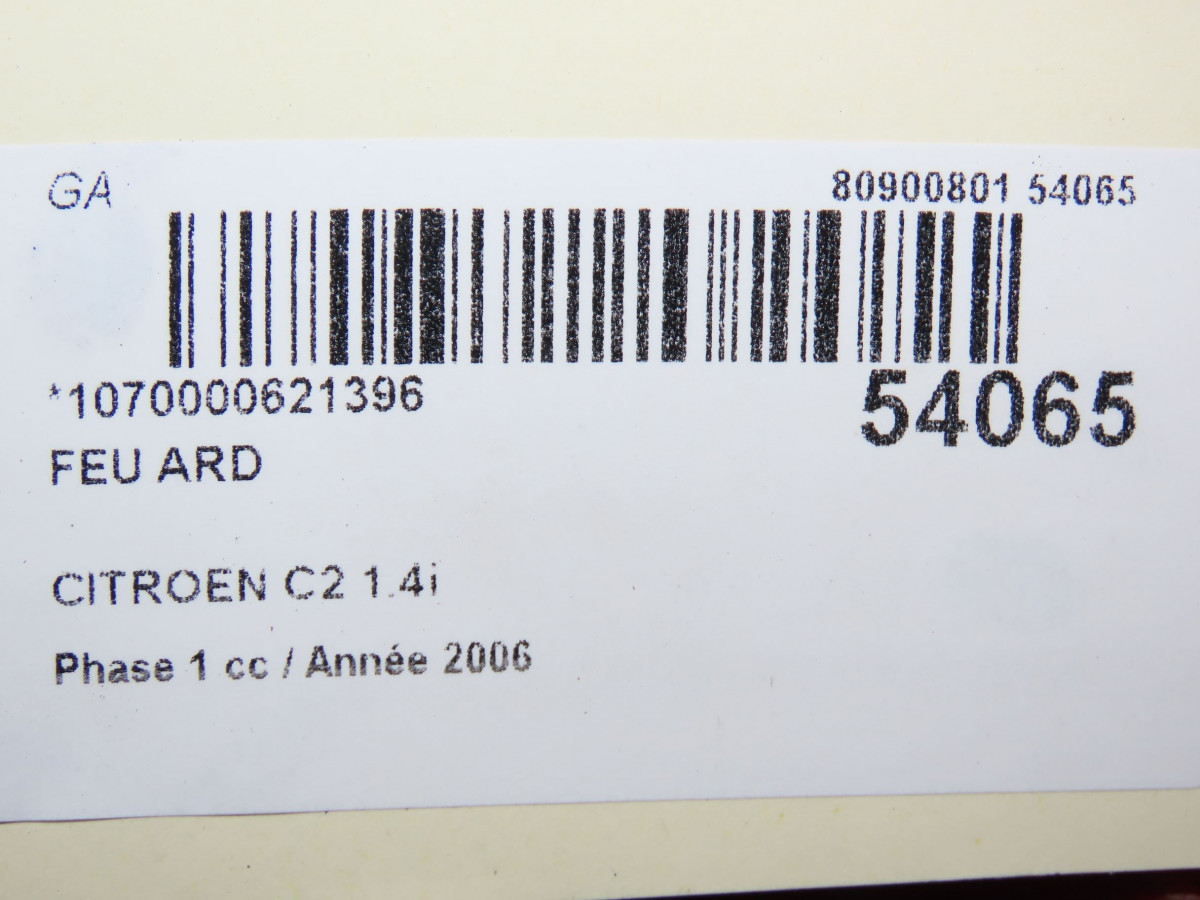 GA
80900801 54065
*1070000621396
54065
FEU ARD
CITROEN C2 1.4i
Phase 1 cc / Année 2006